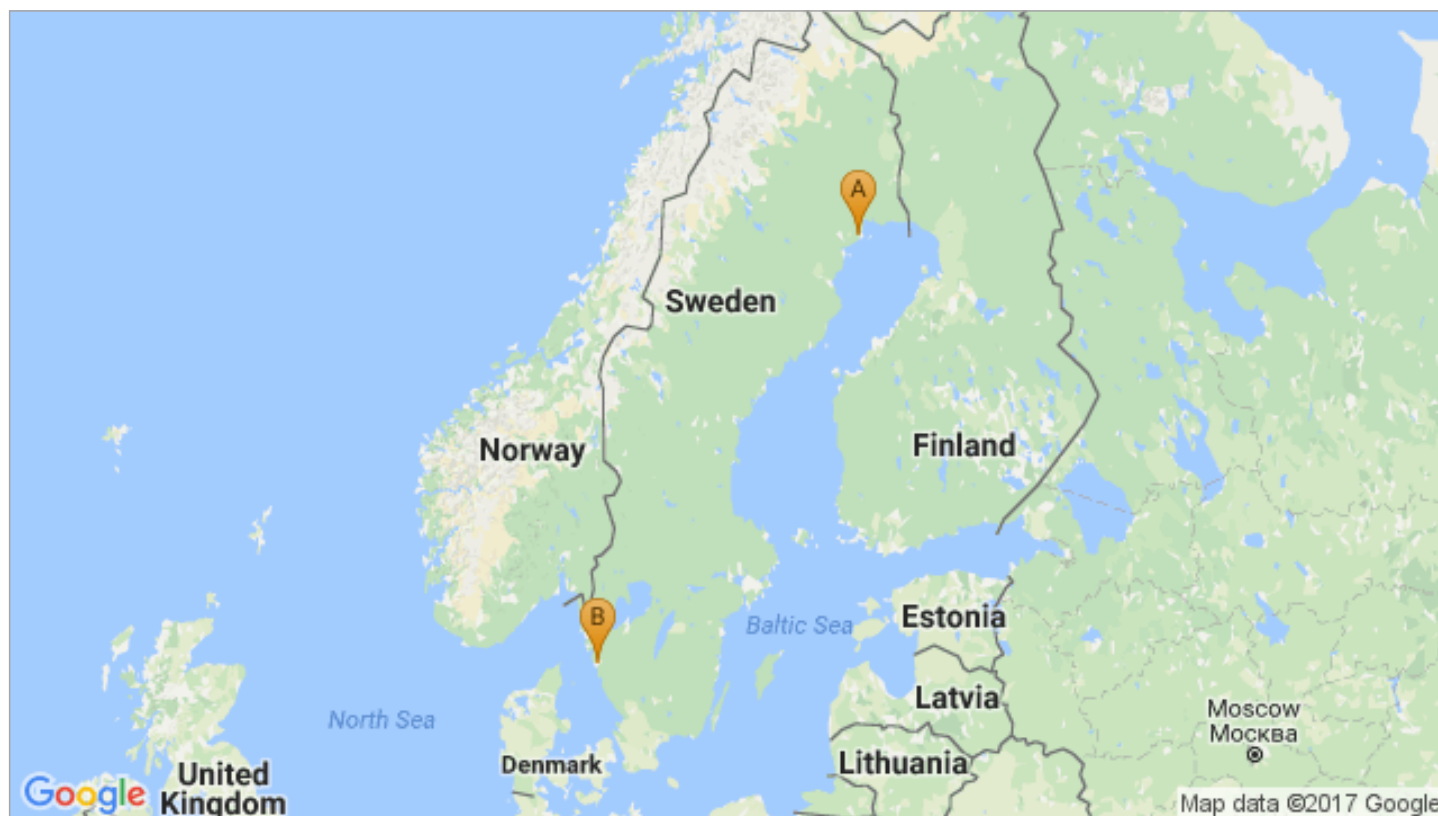 A
Sweden
Norway
Finland
B
Baltic Sea
Estonia
Latvia
North Sea
Moscow
Москва
Denmark
Lithuania
United
Kingdom
Google
Map data ©2017 Google